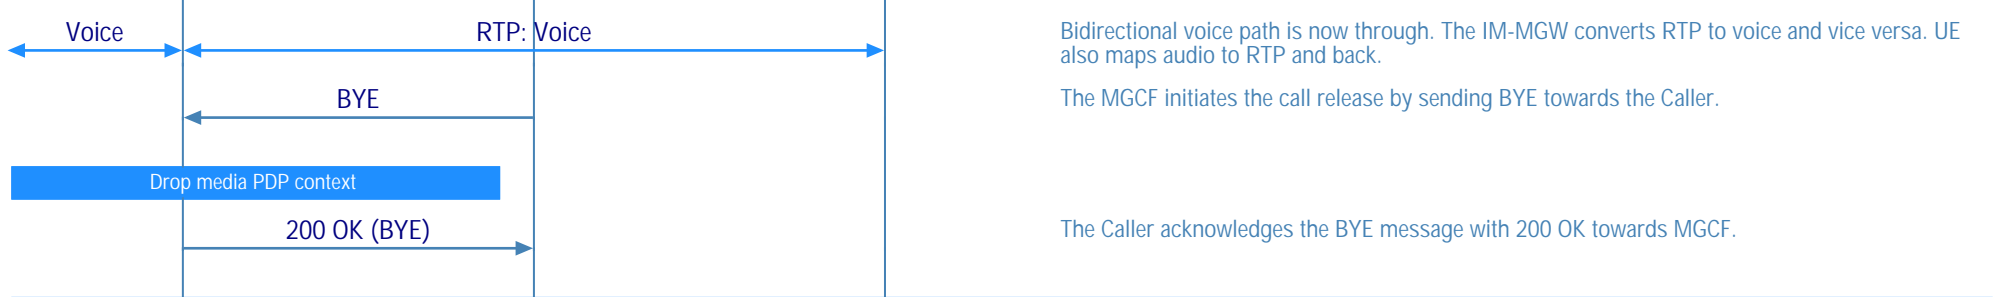 Voice
RTP: Voice
Bidirectional voice path is now through. The IM-MGW converts RTP to voice and vice versa. UE
also maps audio to RTP and back.
BYE
The MGCF initiates the call release by sending BYE towards the Caller.
Drop media PDP context
200 OK (BYE)
The Caller acknowledges the BYE message with 200 OK towards MGCF.